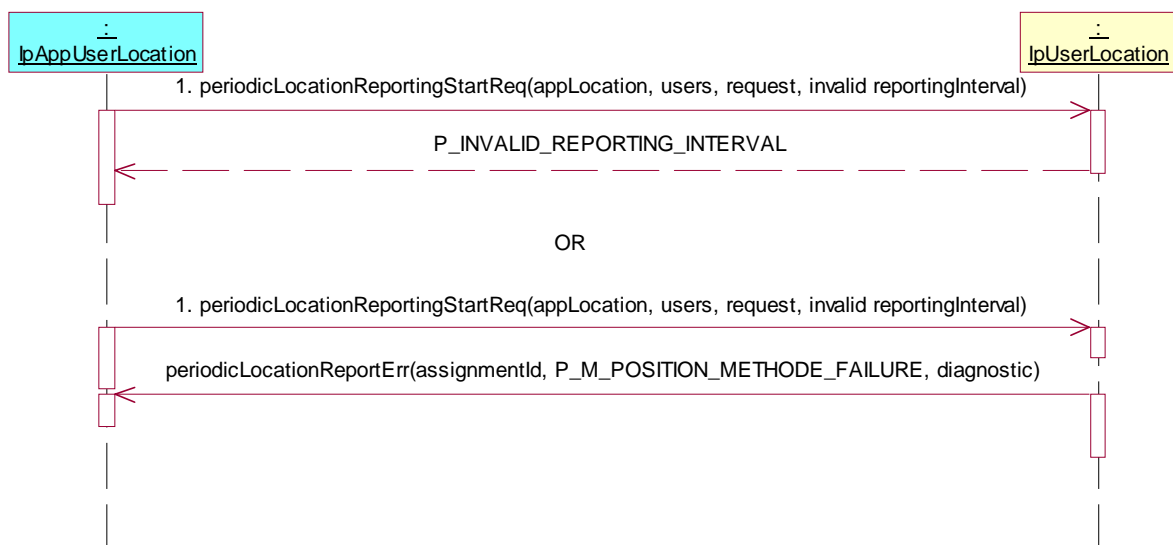 :
IpAppUserLocation
:
IpUserLocation
1. periodicLocationReportingStartReq(appLocation, users, request, invalid reportingInterval)
P_INVALID_REPORTING_INTERVAL
OR
1. periodicLocationReportingStartReq(appLocation, users, request, invalid reportingInterval)
periodicLocationReportErr(assignmentId, P_M_POSITION_METHODE_FAILURE, diagnostic)